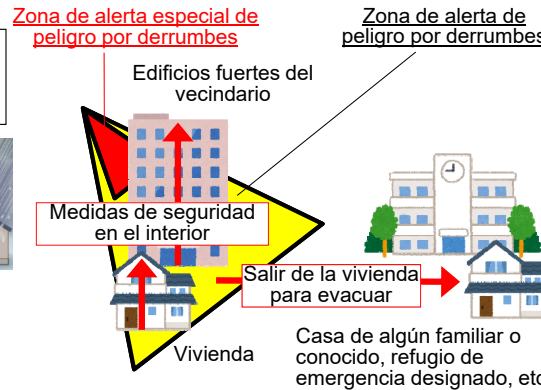 Zona de alerta especial de
peligro por derrumbes
Zona de alerta de
peligro por derrumbes
Edificios fuertes del
vecindario
Medidas de seguridad
en el interior
Salir de la vivienda
para evacuar
Vivienda
Casa de algún familiar o
conocido, refugio de
emergencia designado, etc